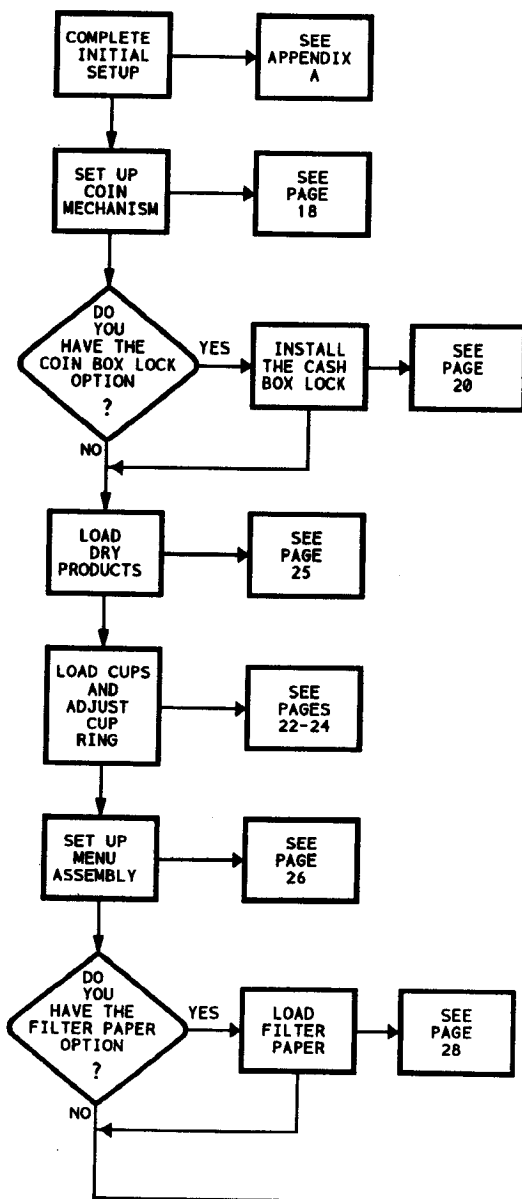 COMPLETE
INITIAL
SETUP
SEE
APPENDIX
A
SET UP
COIN
MECHANISM
SEE
PAGE
18
DO
YOU
HAVE THE
COIN BOX LOCK
OPTION
?
YES
INSTALL
THE CASH
BOX LOCK
SEE
PAGE
20
NO
LOAD
DRY
PRODUCTS
SEE
PAGE
25
LOAD CUPS
AND
ADJUST
CUP
RING
SEE
PAGES
22-24
SET UP
MENU
ASSEMBLY
SEE
PAGE
26
DO
YOU
HAVE THE
FILTER PAPER
OPTION
?
YES
LOAD
FILTER
PAPER
SEE
PAGE
28
NO